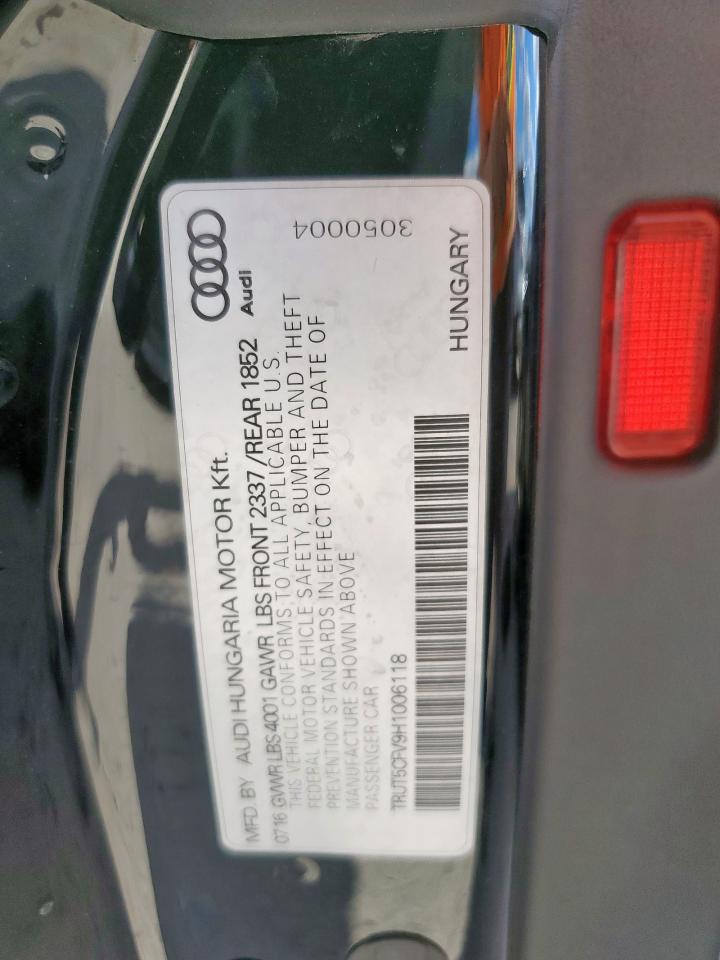 MFD. BY AUDI HUNGARIA MOTOR Kft.
Audi
0716 GVWR LBS 4001 GAWR LBS FRONT 2337/REAR 1852
THIS VEHICLE CONFORMS TO ALL APPLICABLE U.S.
FEDERAL MOTOR VEHICLE SAFETY, BUMPER AND THEFT
PREVENTION STANDARDS IN EFFECT ON THE DATE OF
MANUFACTURE SHOWN ABOVE
PASSENGER CAR
3050004
TRUT5CFV9H1006118
HUNGARY